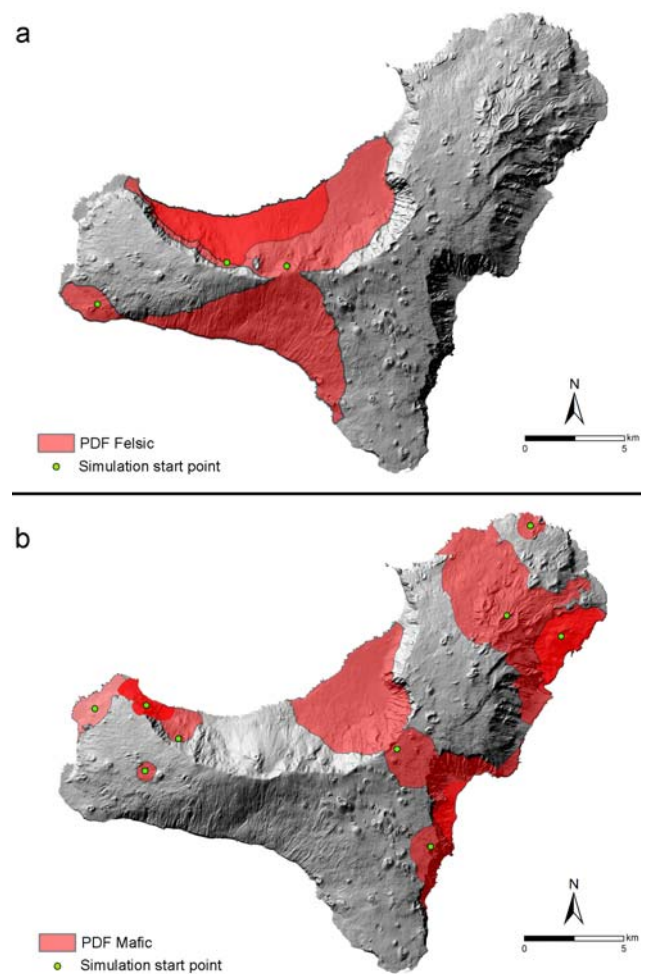 a
N
0
5
km
PDF Felsic
Simulation start point
b
N
0
5
km
PDF Mafic
Simulation start point